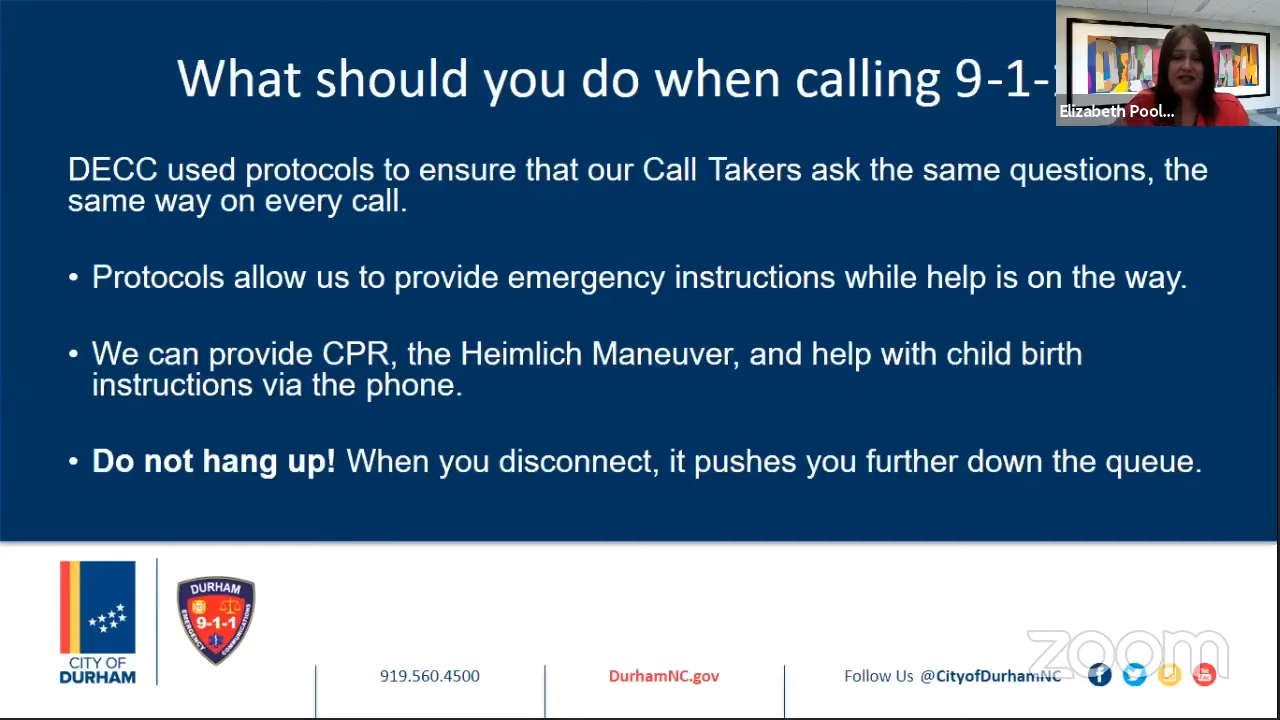 What should you do when calling 9-1-
Elizabeth Pool...
DECC used protocols to ensure that our Call Takers ask the same questions, the
same way on every call.
• Protocols allow us to provide emergency instructions while help is on the way.
• We can provide CPR, the Heimlich Maneuver, and help with child birth
instructions via the phone.
• Do not hang up! When you disconnect, it pushes you further down the queue.
CITY OF
DURHAM
DURHAM
9-1-1
EMERGENCY COMMUNICATIONS
919.560.4500
DurhamNC.gov
Follow Us @CityofDurhamNC
zoom